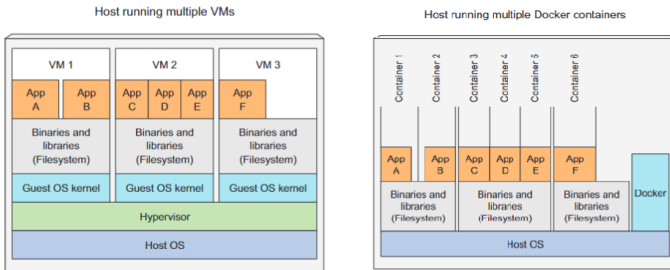 Host running multiple VMs
VM 1
VM 2
VM 3
App
A
App
B
App
C
App
D
App
E
App
F
Binaries and
libraries
(Filesystem)
Binaries and
libraries
(Filesystem)
Binaries and
libraries
(Filesystem)
Guest OS kernel
Guest OS kernel
Guest OS kernel
Hypervisor
Host OS
Host running multiple Docker containers
Container 1
Container 2
Container 3
Container 4
Container 5
Container 6
App
A
App
B
App
C
App
D
App
E
App
F
Binaries and
libraries
(Filesystem)
Binaries and
libraries
(Filesystem)
Binaries and
libraries
(Filesystem)
Docker
Host OS